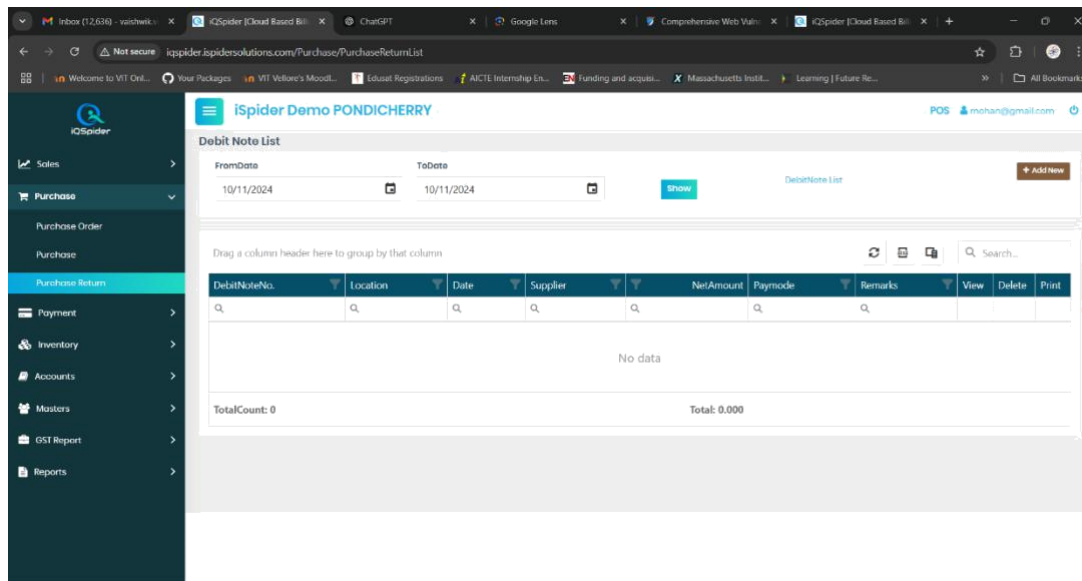 Inbox (12,636) - vaishwik.s
iQSpider [Cloud Based Bill
ChatGPT
Google Lens
Comprehensive Web Vuln
iQSpider [Cloud Based Bill
Not secure iqspider.ispidersolutions.com/Purchase/PurchaseReturnList
Welcome to VIT Onl...
Your Packages
VIT Vellore's Moodl...
Edusat Registrations
AICTE Internship En...
Funding and acquisi...
Massachusetts Instit...
Learning | Future Re...
»
All Bookmarks
iQSpider
iSpider Demo PONDICHERRY
POS mohan@gmail.com
Debit Note List
Sales
Purchase
Purchase Order
Purchase
Purchase Return
Payment
Inventory
Accounts
Masters
GST Report
Reports
FromDate ToDate
10/11/2024 10/11/2024 Show DebitNote List + Add New
Drag a column header here to group by that column Search...
DebitNoteNo. Location Date Supplier NetAmount Paymode Remarks View Delete Print
No data
TotalCount: 0 Total: 0.000